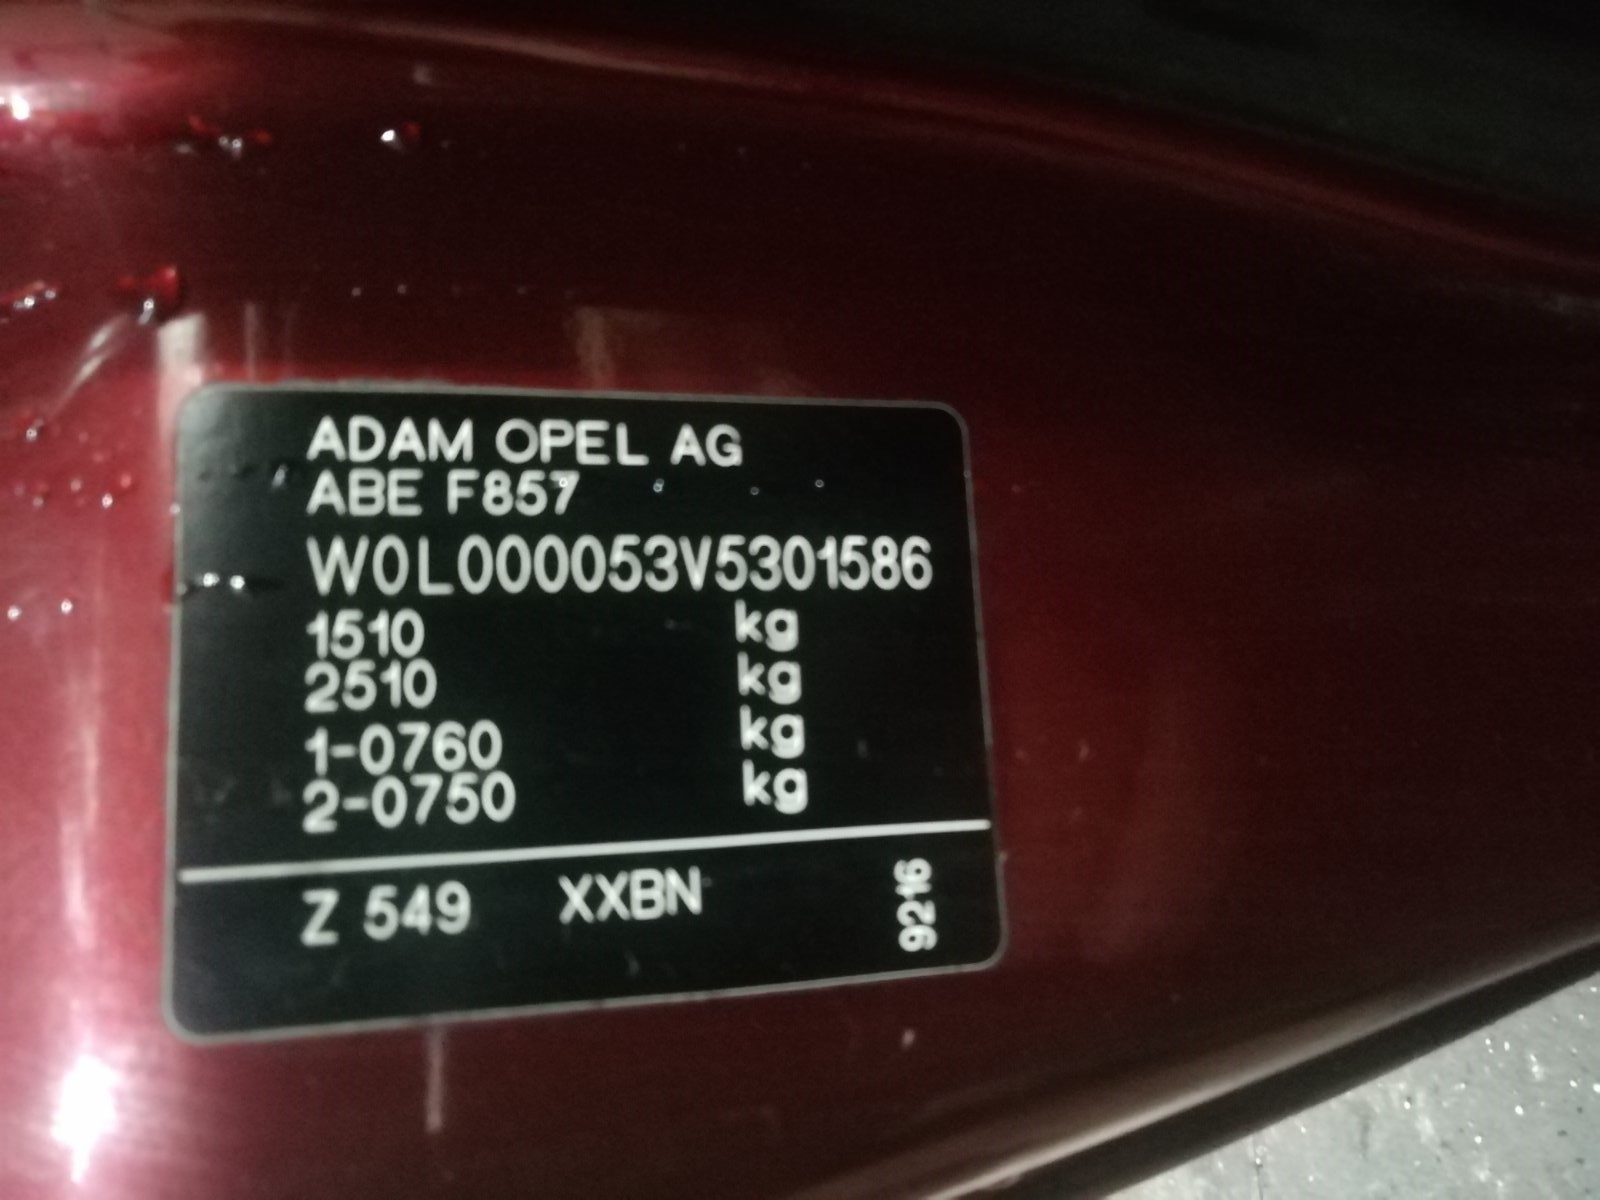 ADAM OPEL AG
ABE F857
W0L000053V5301586
1510 kg
2510 kg
1-0760 kg
2-0750 kg
Z 549 XXBN 9216